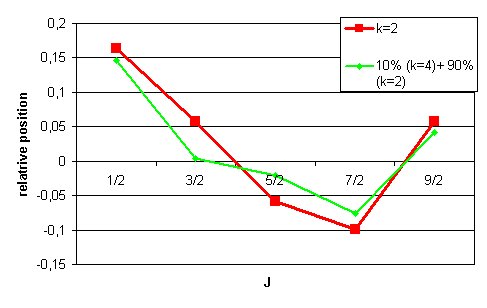 0,2
k=2
10% (k=4)+ 90%
(k=2)
0,15
0,1
0,05
0
-0,05
-0,1
-0,15
1/2 3/2 5/2 7/2 9/2
relatrive position
J